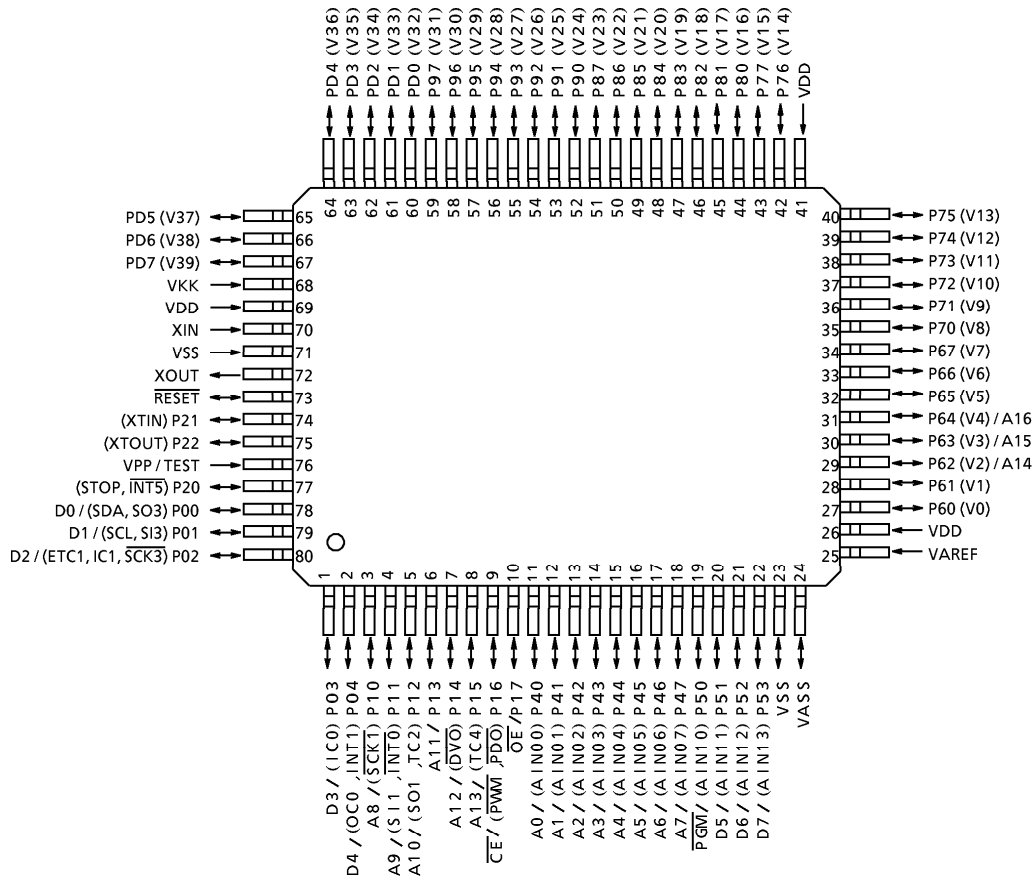 PD4 (V36)
PD3 (V35)
PD2 (V34)
PD1 (V33)
PD0 (V32)
P97 (V31)
P96 (V30)
P95 (V29)
P94 (V28)
P93 (V27)
P92 (V26)
P91 (V25)
P90 (V24)
P87 (V23)
P86 (V22)
P85 (V21)
P84 (V20)
P83 (V19)
P82 (V18)
P81 (V17)
P80 (V16)
P77 (V15)
P76 (V14)
VDD
64 63 62 61 60 59 58 57 56 55 54 53 52 51 50 49 48 47 46 45 44 43 42 41
PD5 (V37) 65
PD6 (V38) 66
PD7 (V39) 67
VKK 68
VDD 69
XIN 70
VSS 71
XOUT 72
R̅E̅S̅E̅T̅ 73
(XTIN) P21 74
(XTOUT) P22 75
VPP / TEST 76
(STOP, I̅N̅T̅5̅) P20 77
D0 / (SDA, SO3) P00 78
D1 / (SCL, SI3) P01 79
D2 / (ETC1, IC1, S̅C̅K̅3̅) P02 80
40 P75 (V13)
39 P74 (V12)
38 P73 (V11)
37 P72 (V10)
36 P71 (V9)
35 P70 (V8)
34 P67 (V7)
33 P66 (V6)
32 P65 (V5)
31 P64 (V4) / A16
30 P63 (V3) / A15
29 P62 (V2) / A14
28 P61 (V1)
27 P60 (V0)
26 VDD
25 VAREF
1 2 3 4 5 6 7 8 9 10 11 12 13 14 15 16 17 18 19 20 21 22 23 24
D3 / (IC0) P03
D4 / (OC0 , INT1) P04
A8 / (S̅C̅K̅1̅) P10
A9 / (SI1 , I̅N̅T̅0̅) P11
A10 / (SO1 , TC2) P12
A11 / P13
A12 / (D̅V̅O̅) P14
A13 / (TC4) P15
C̅E̅ / (P̅W̅M̅ , P̅D̅O̅) P16
O̅E̅ / P17
A0 / (AIN00) P40
A1 / (AIN01) P41
A2 / (AIN02) P42
A3 / (AIN03) P43
A4 / (AIN04) P44
A5 / (AIN05) P45
A6 / (AIN06) P46
A7 / (AIN07) P47
P̅G̅M̅ / (AIN10) P50
D5 / (AIN11) P51
D6 / (AIN12) P52
D7 / (AIN13) P53
VSS
VASS